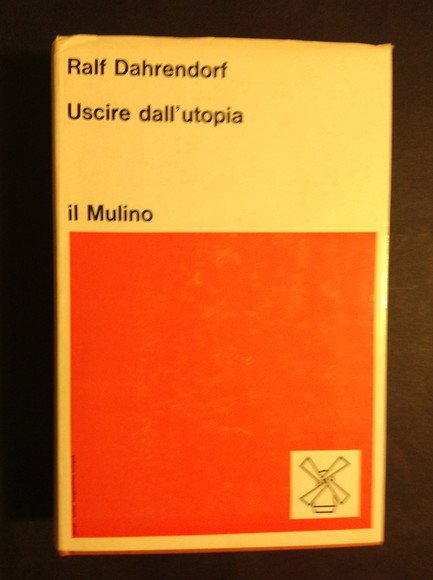 Ralf Dahrendorf
Uscire dall'utopia
il Mulino